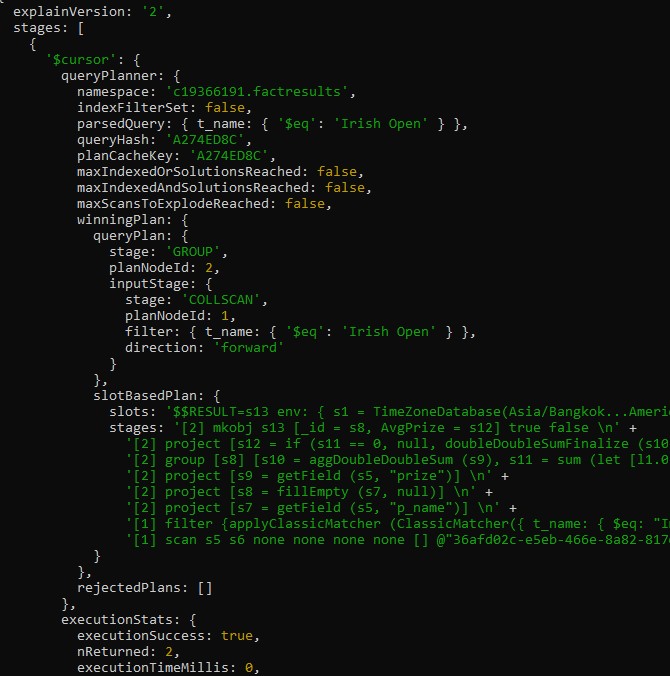 explainVersion: '2',
stages: [
{
'$cursor': {
queryPlanner: {
namespace: 'c19366191.factresults',
indexFilterSet: false,
parsedQuery: { t_name: { '$eq': 'Irish Open' } },
queryHash: 'A274ED8C',
planCacheKey: 'A274ED8C',
maxIndexedOrSolutionsReached: false,
maxIndexedAndSolutionsReached: false,
maxScansToExplodeReached: false,
winningPlan: {
queryPlan: {
stage: 'GROUP',
planNodeId: 2,
inputStage: {
stage: 'COLLSCAN',
planNodeId: 1,
filter: { t_name: { '$eq': 'Irish Open' } },
direction: 'forward'
}
},
slotBasedPlan: {
slots: '$$RESULT=s13 env: { s1 = TimeZoneDatabase(Asia/Bangkok...Ameri
stages: '[2] mkobj s13 [_id = s8, AvgPrize = s12] true false \n' +
'[2] project [s12 = if (s11 == 0, null, doubleDoubleSumFinalize (s10
'[2] group [s8] [s10 = aggDoubleDoubleSum (s9), s11 = sum (let [l1.0
'[2] project [s9 = getField (s5, "prize")] \n' +
'[2] project [s8 = fillEmpty (s7, null)] \n' +
'[2] project [s7 = getField (s5, "p_name")] \n' +
'[1] filter {applyClassicMatcher (ClassicMatcher({ t_name: { $eq: "I
'[1] scan s5 s6 none none none none [] @"36afd02c-e5eb-466e-8a82-817
}
},
rejectedPlans: []
},
executionStats: {
executionSuccess: true,
nReturned: 2,
executionTimeMillis: 0,